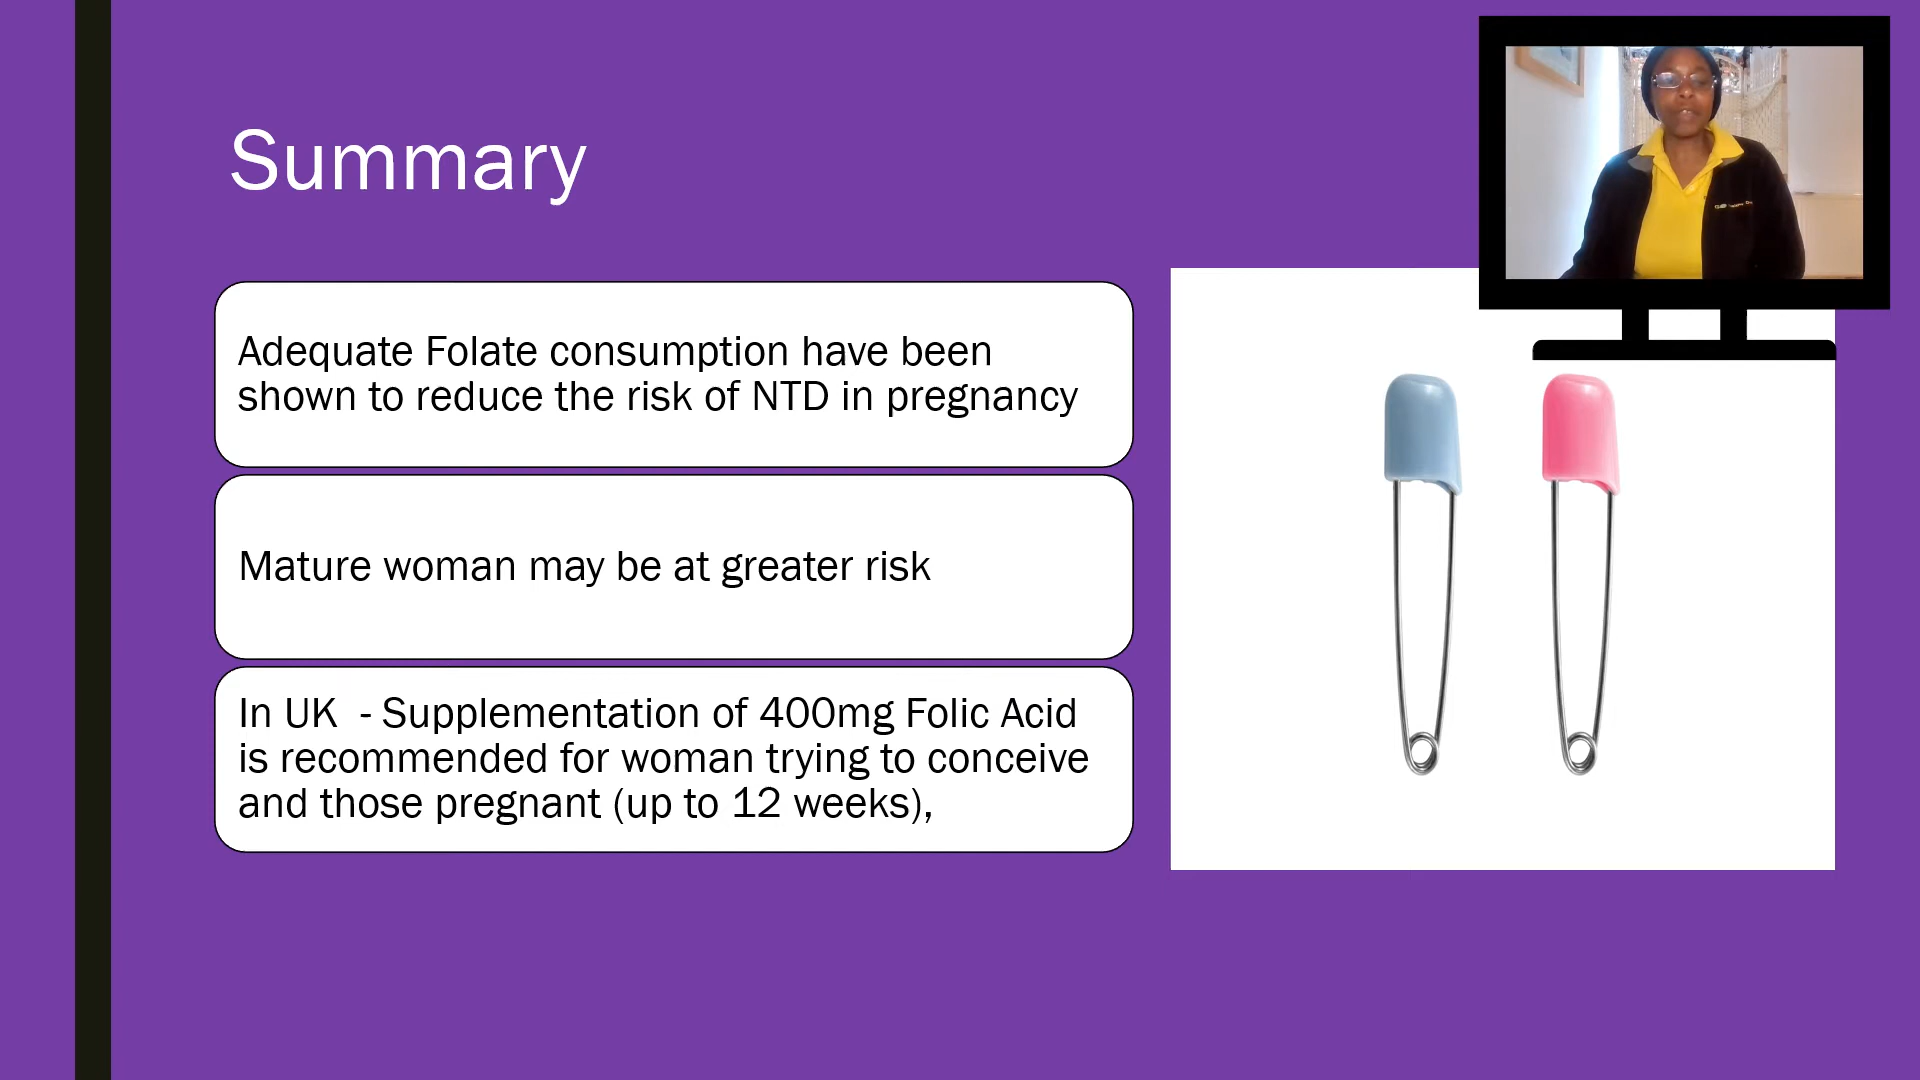 Summary
Adequate Folate consumption have been
shown to reduce the risk of NTD in pregnancy
Mature woman may be at greater risk
In UK  - Supplementation of 400mg Folic Acid
is recommended for woman trying to conceive
and those pregnant (up to 12 weeks),